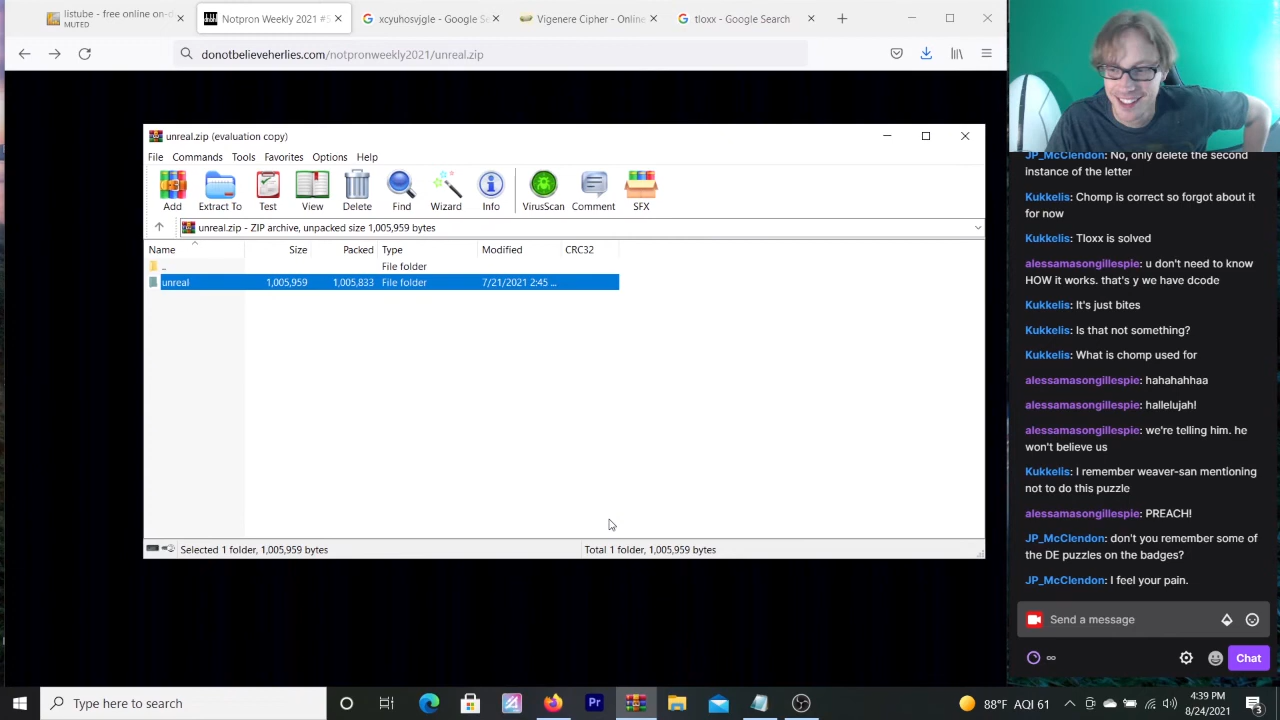 listube - free online on-d
MUTED
Notpron Weekly 2021 #5
xcyuhosvjgle - Google Se
Vigenere Cipher - Online
tloxx - Google Search
donotbelieveherlies.com/notpronweekly2021/unreal.zip
unreal.zip (evaluation copy)
File Commands Tools Favorites Options Help
Add Extract To Test View Delete Find Wizard Info VirusScan Comment SFX
unreal.zip - ZIP archive, unpacked size 1,005,959 bytes
Name Size Packed Type Modified CRC32
.. File folder
unreal 1,005,959 1,005,833 File folder 7/21/2021 2:45 ...
Selected 1 folder, 1,005,959 bytes
Total 1 folder, 1,005,959 bytes
JP_McClendon: No, only delete the second
instance of the letter
Kukkelis: Chomp is correct so forgot about it
for now
Kukkelis: Tloxx is solved
alessamasongillespie: u don't need to know
HOW it works. that's y we have dcode
Kukkelis: It's just bites
Kukkelis: Is that not something?
Kukkelis: What is chomp used for
alessamasongillespie: hahahahhaa
alessamasongillespie: hallelujah!
alessamasongillespie: we're telling him. he
won't believe us
Kukkelis: I remember weaver-san mentioning
not to do this puzzle
alessamasongillespie: PREACH!
JP_McClendon: don't you remember some of
the DE puzzles on the badges?
JP_McClendon: I feel your pain.
Send a message
∞
Chat
Type here to search
Pr
88°F AQI 61
4:39 PM
8/24/2021
3